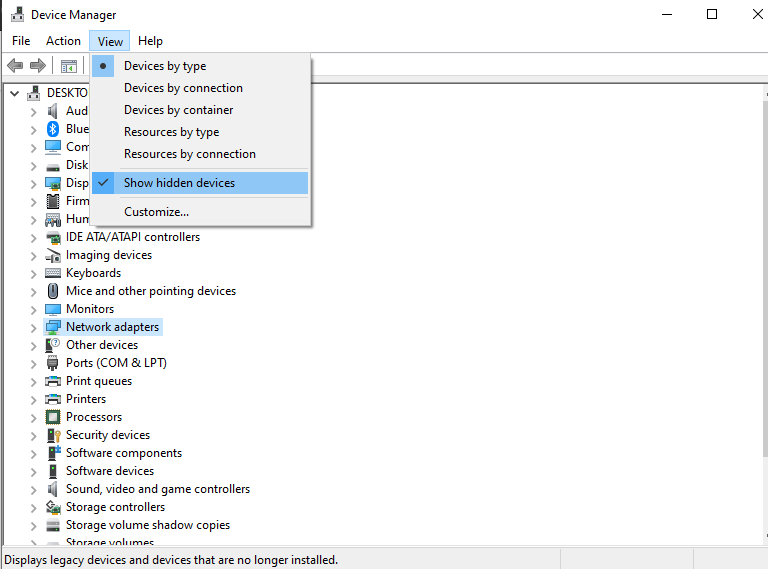 Device Manager
File Action View Help
Devices by type
Devices by connection
Devices by container
Resources by type
Resources by connection
Show hidden devices
Customize...
DESKTO
Aud
Blue
Com
Disk
Disp
Firm
Hum
IDE ATA/ATAPI controllers
Imaging devices
Keyboards
Mice and other pointing devices
Monitors
Network adapters
Other devices
Ports (COM & LPT)
Print queues
Printers
Processors
Security devices
Software components
Software devices
Sound, video and game controllers
Storage controllers
Storage volume shadow copies
Storage volumes
Displays legacy devices and devices that are no longer installed.